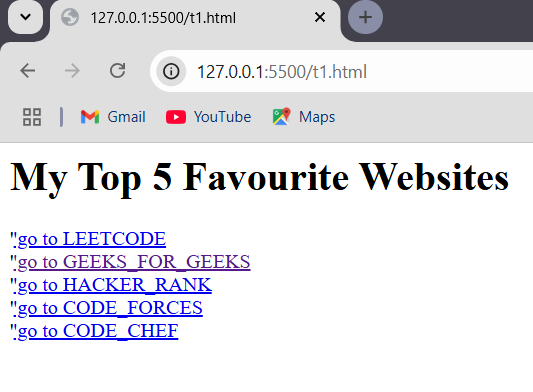 127.0.0.1:5500/t1.html
127.0.0.1:5500/t1.html
Gmail YouTube Maps
My Top 5 Favourite Websites
"go to LEETCODE
"go to GEEKS_FOR_GEEKS
"go to HACKER_RANK
"go to CODE_FORCES
"go to CODE_CHEF